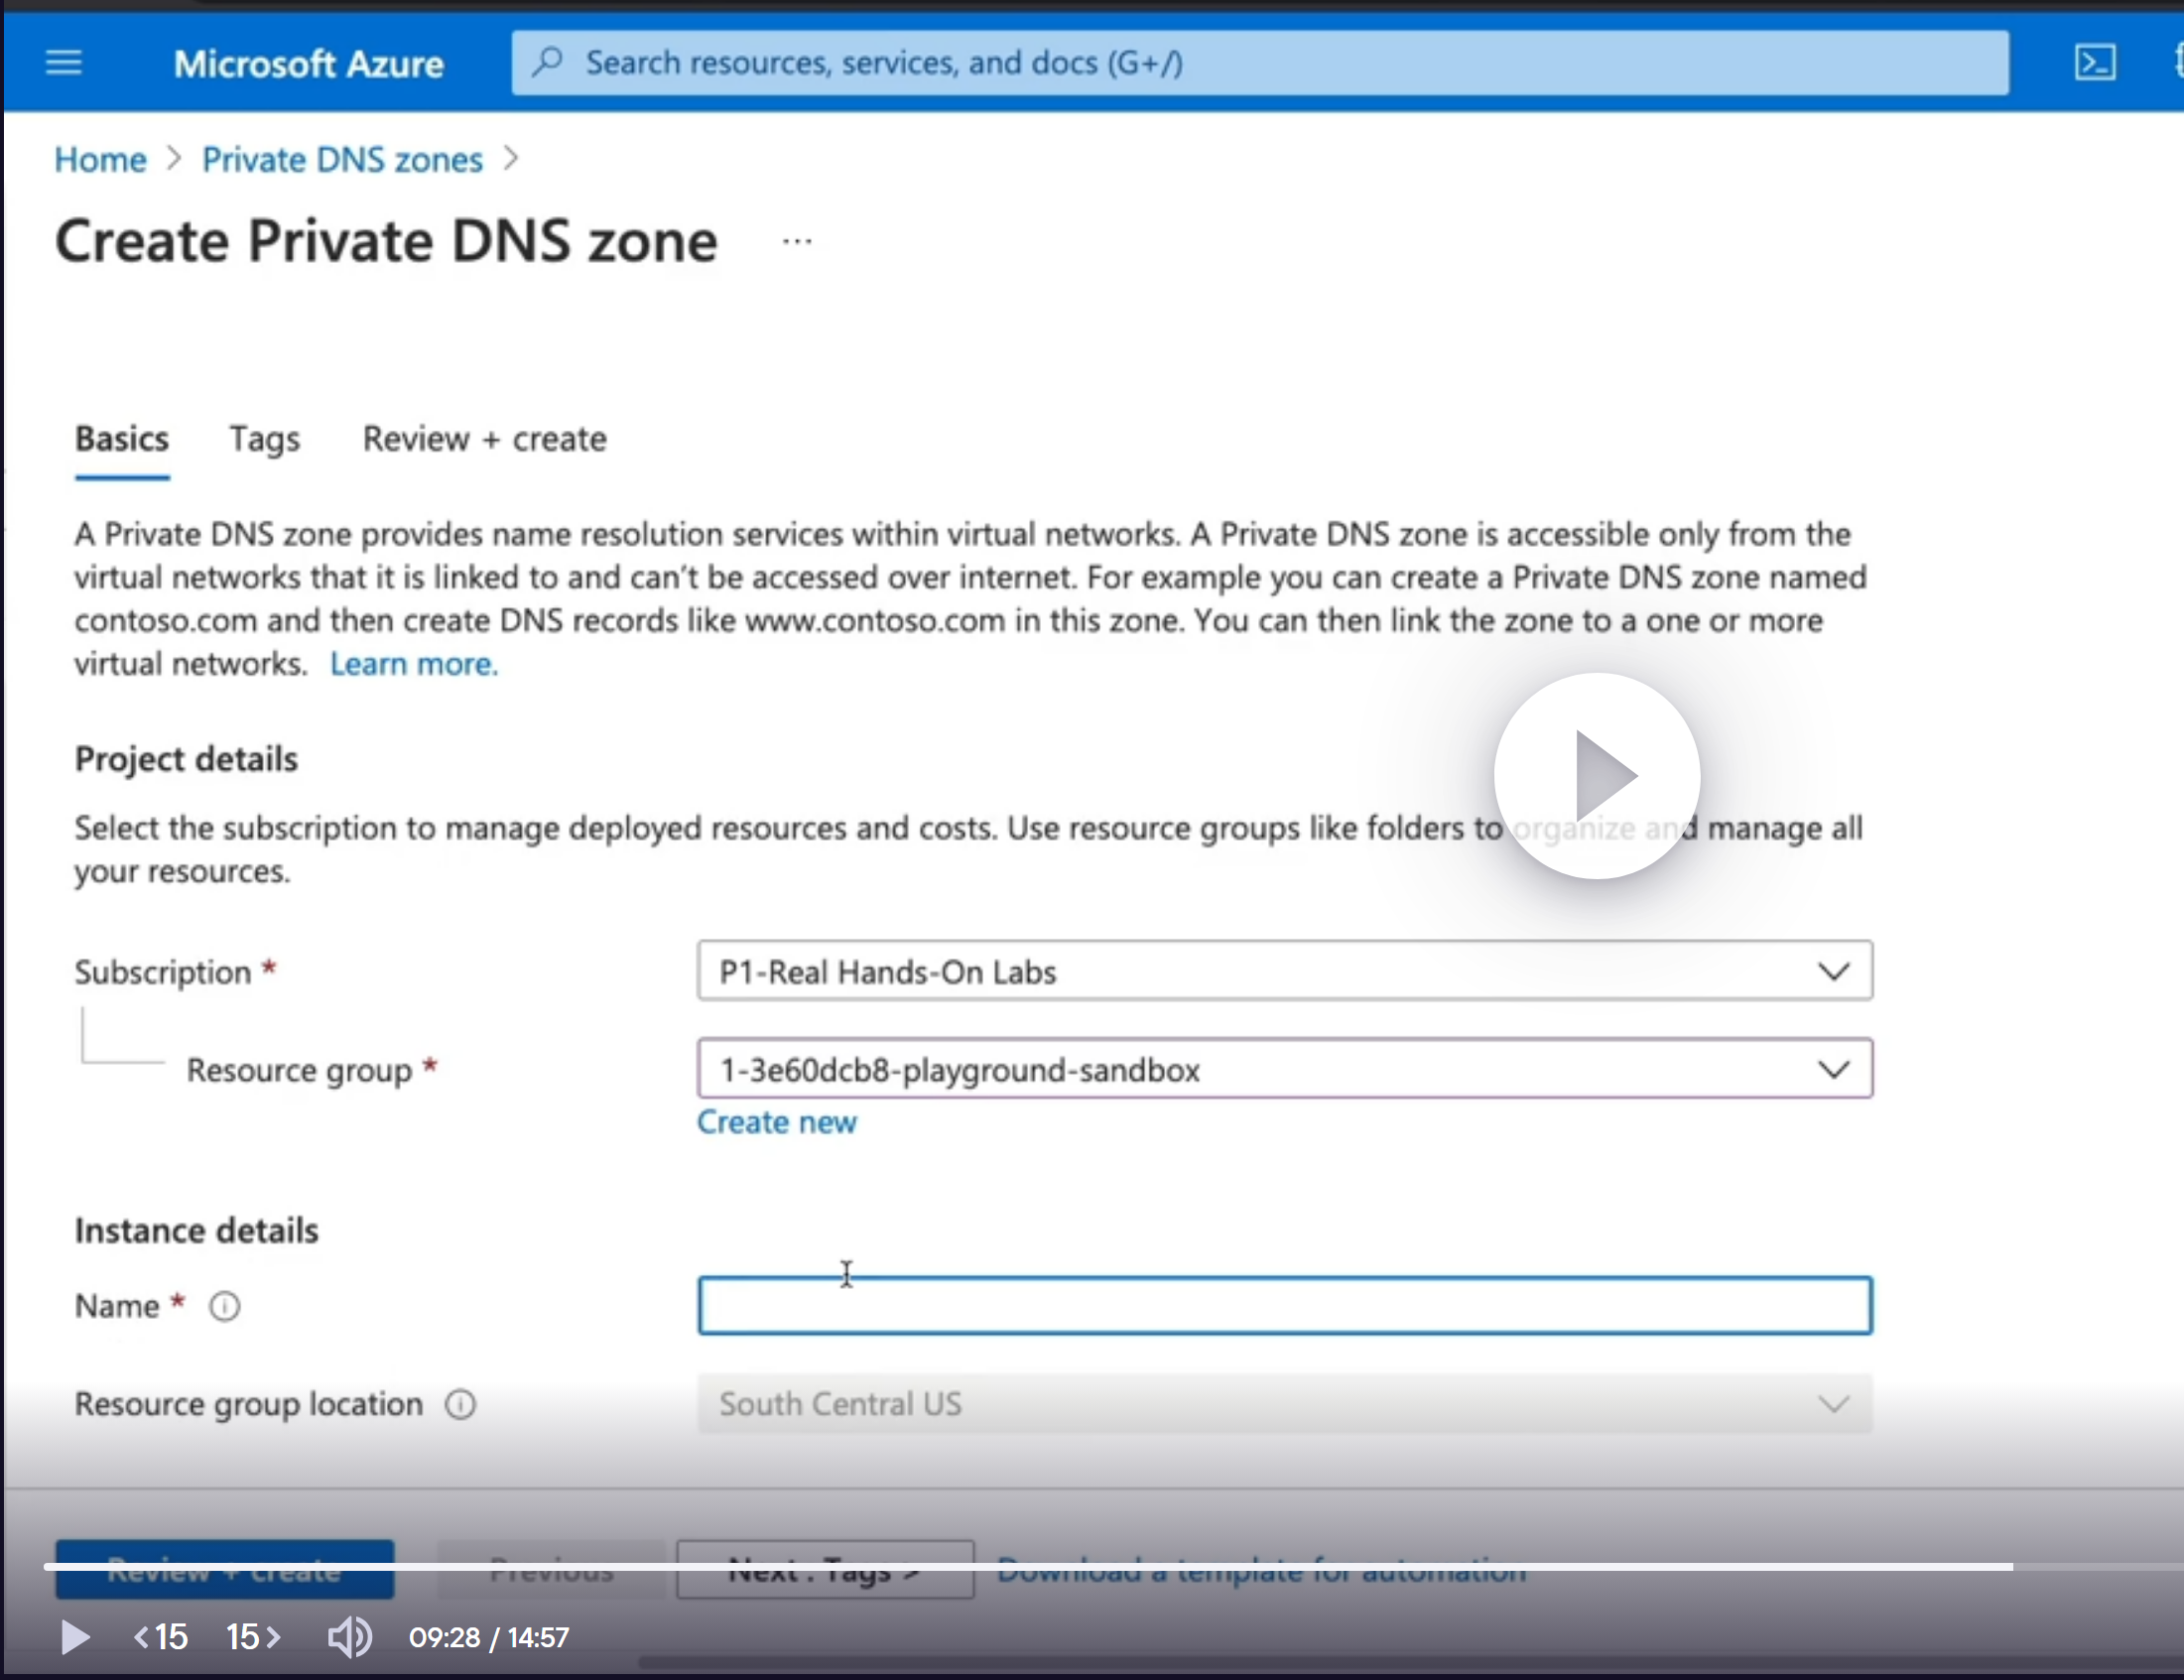 Microsoft Azure
Search resources, services, and docs (G+/)
Home > Private DNS zones >
Create Private DNS zone ...
Basics Tags Review + create
A Private DNS zone provides name resolution services within virtual networks. A Private DNS zone is accessible only from the
virtual networks that it is linked to and can't be accessed over internet. For example you can create a Private DNS zone named
contoso.com and then create DNS records like www.contoso.com in this zone. You can then link the zone to a one or more
virtual networks. Learn more.
Project details
Select the subscription to manage deployed resources and costs. Use resource groups like folders to organize and manage all
your resources.
Subscription * P1-Real Hands-On Labs
Resource group * 1-3e60dcb8-playground-sandbox
Create new
Instance details
Name *
Resource group location South Central US
Review + create Previous Next : Tags > Download a template for automation
<15 15> 09:28 / 14:57